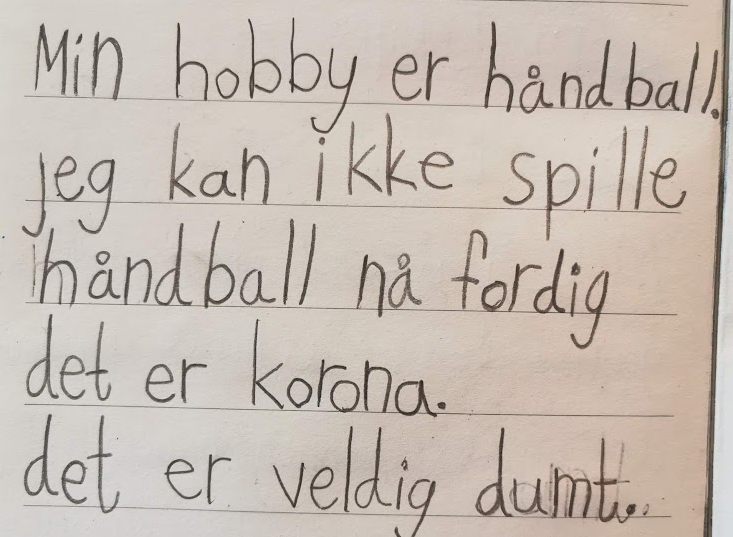 Min hobby er håndball.
jeg kan ikke spille
håndball nå fordig
det er korona.
det er veldig dumt.